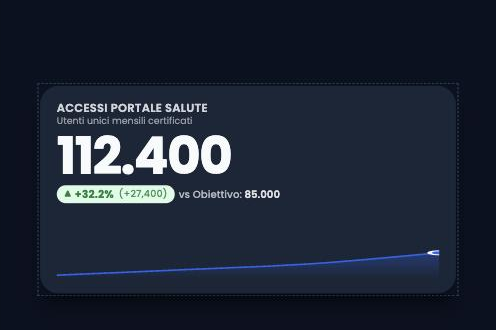 ACCESSI PORTALE SALUTE
Utenti unici mensili certificati
112.400
▲ +32.2% (+27,400) vs Obiettivo: 85.000